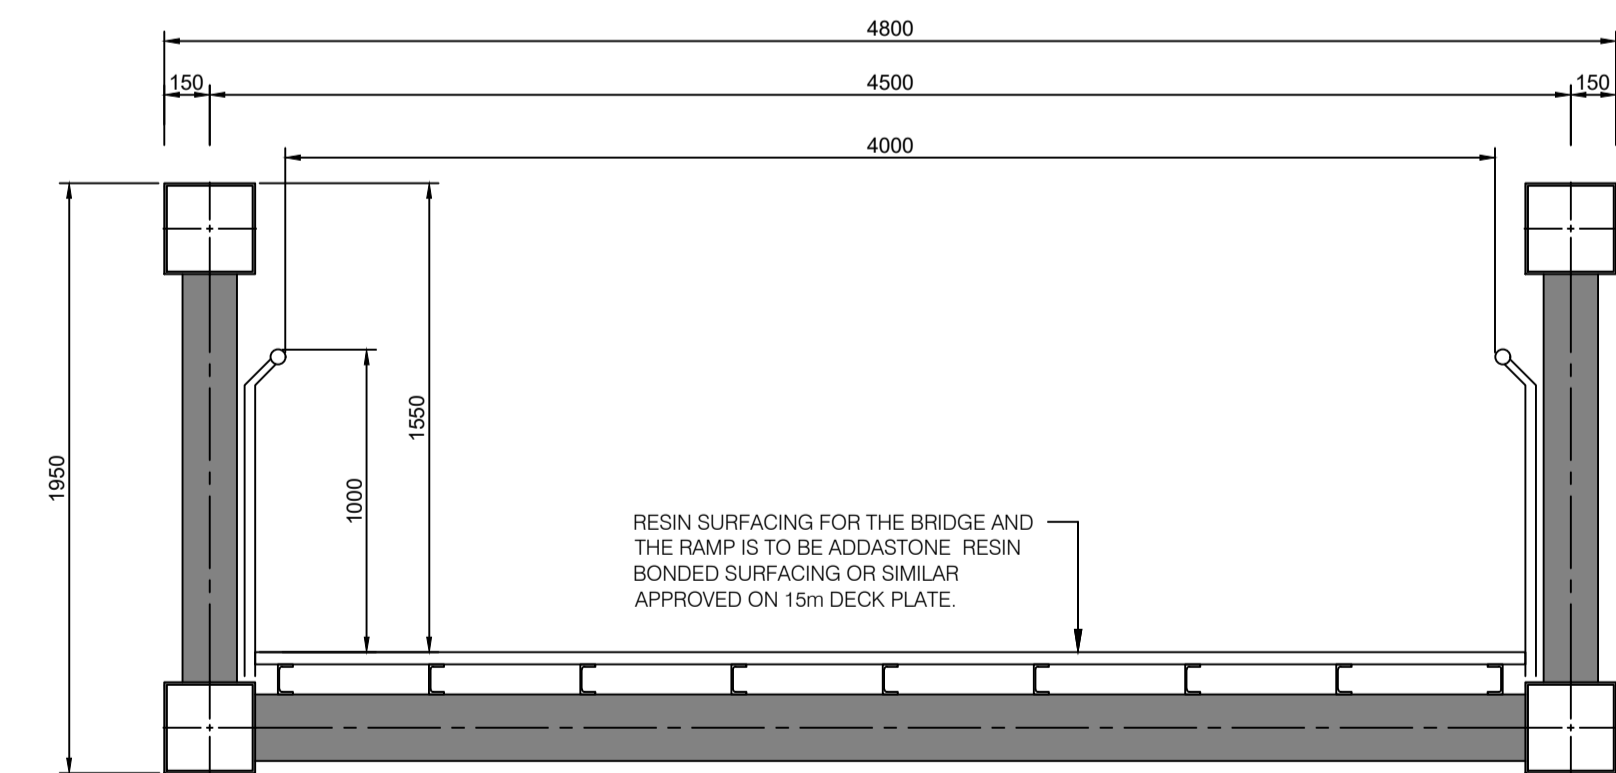 4800
150
4500
150
4000
1950
1550
1000
RESIN SURFACING FOR THE BRIDGE AND
THE RAMP IS TO BE ADDASTONE RESIN
BONDED SURFACING OR SIMILAR
APPROVED ON 15m DECK PLATE.